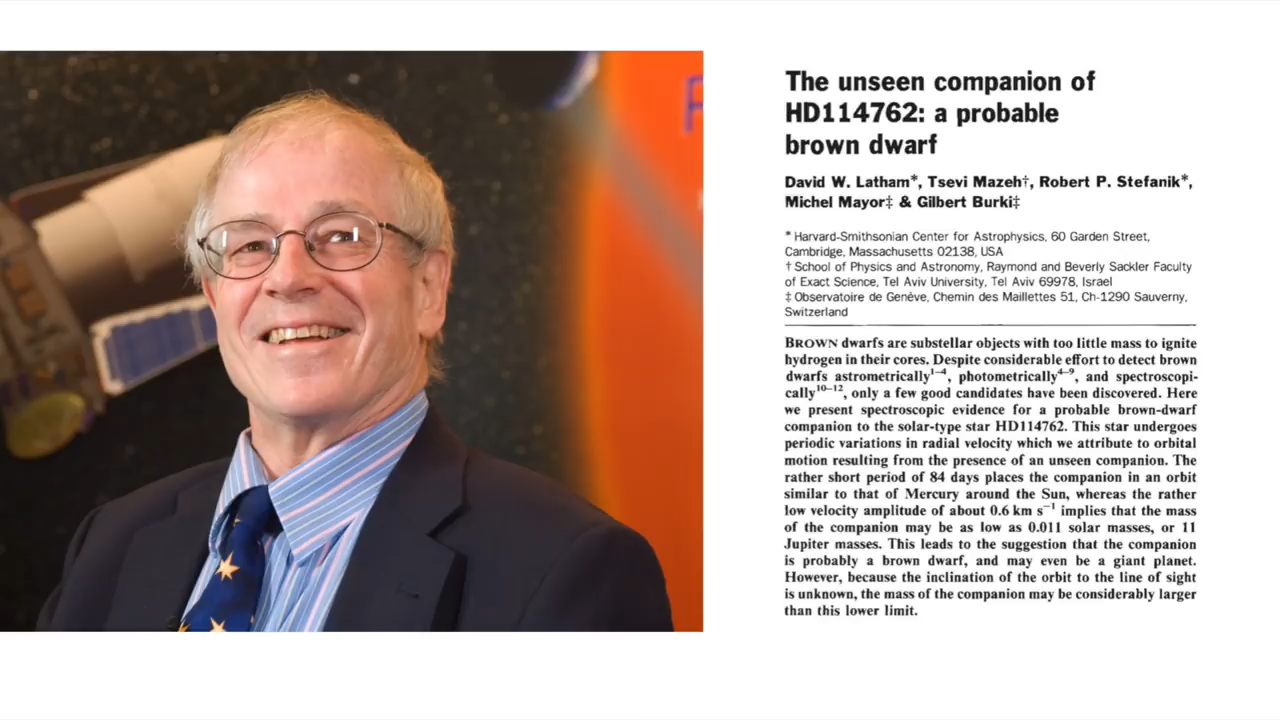 The unseen companion of
HD114762: a probable
brown dwarf
David W. Latham*, Tsevi Mazeh†, Robert P. Stefanik*,
Michel Mayor‡ & Gilbert Burki‡
* Harvard-Smithsonian Center for Astrophysics, 60 Garden Street,
Cambridge, Massachusetts 02138, USA
† School of Physics and Astronomy, Raymond and Beverly Sackler Faculty
of Exact Science, Tel Aviv University, Tel Aviv 69978, Israel
‡ Observatoire de Genève, Chemin des Maillettes 51, Ch-1290 Sauverny,
Switzerland
BROWN dwarfs are substellar objects with too little mass to ignite
hydrogen in their cores. Despite considerable effort to detect brown
dwarfs astrometrically¹⁻⁴, photometrically⁴⁻⁹, and spectroscopi-
cally¹⁰⁻¹², only a few good candidates have been discovered. Here
we present spectroscopic evidence for a probable brown-dwarf
companion to the solar-type star HD114762. This star undergoes
periodic variations in radial velocity which we attribute to orbital
motion resulting from the presence of an unseen companion. The
rather short period of 84 days places the companion in an orbit
similar to that of Mercury around the Sun, whereas the rather
low velocity amplitude of about 0.6 km s⁻¹ implies that the mass
of the companion may be as low as 0.011 solar masses, or 11
Jupiter masses. This leads to the suggestion that the companion
is probably a brown dwarf, and may even be a giant planet.
However, because the inclination of the orbit to the line of sight
is unknown, the mass of the companion may be considerably larger
than this lower limit.